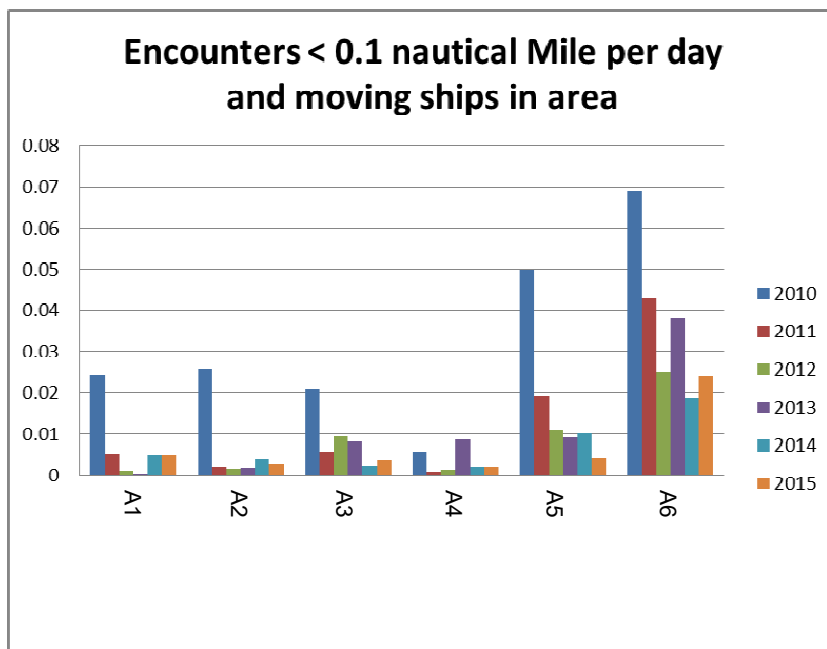 Encounters < 0.1 nautical Mile per day
and moving ships in area
0.08
0.07
0.06
0.05
0.04
0.03
0.02
0.01
0
A1
A2
A3
A4
A5
A6
2010
2011
2012
2013
2014
2015